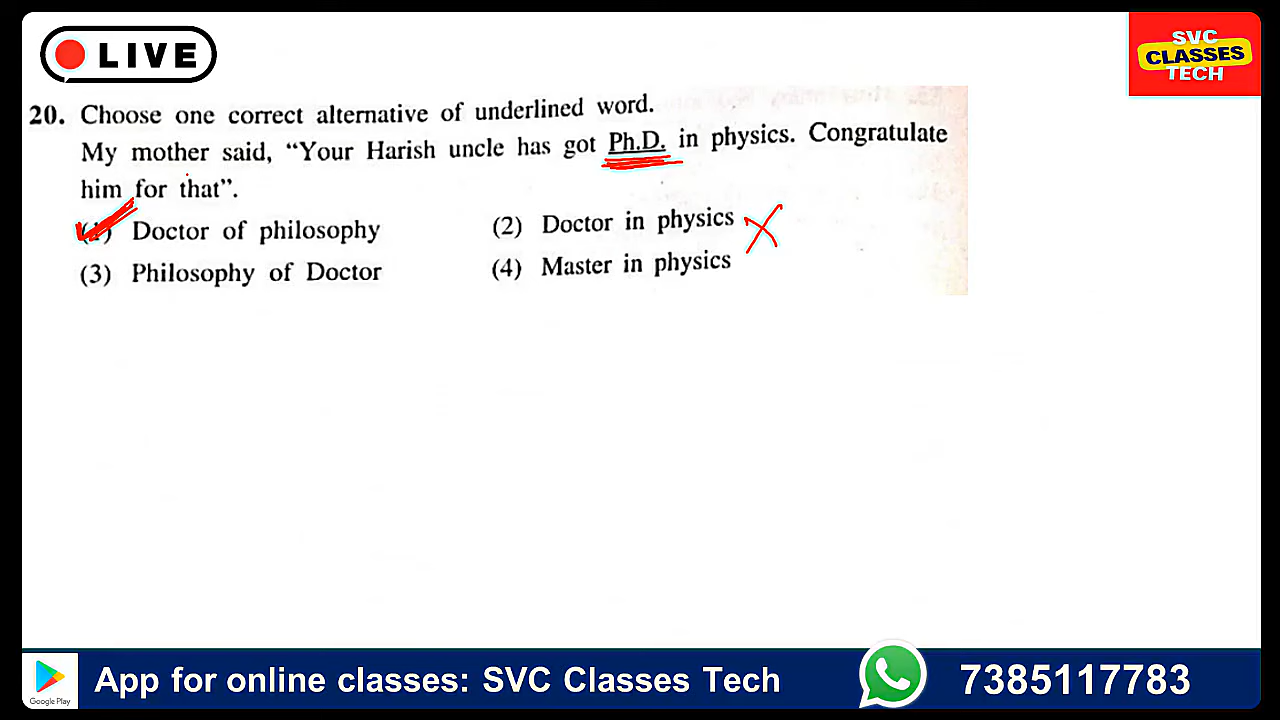 LIVE
SVC
CLASSES
TECH
20. Choose one correct alternative of underlined word.
My mother said, “Your Harish uncle has got Ph.D. in physics. Congratulate
him for that”.
(1) Doctor of philosophy (2) Doctor in physics
(3) Philosophy of Doctor (4) Master in physics
Google Play
App for online classes: SVC Classes Tech
7385117783